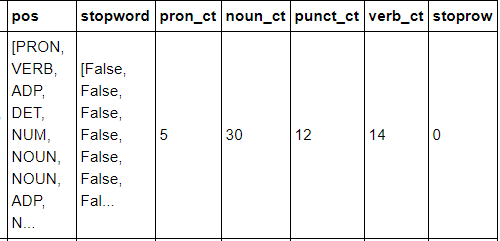 pos stopword pron_ct noun_ct punct_ct verb_ct stoprow
[PRON,
VERB, [False,
ADP, False,
DET, False,
NUM, False, 5 30 12 14 0
NOUN, False,
NOUN, False,
ADP, Fal...
N...